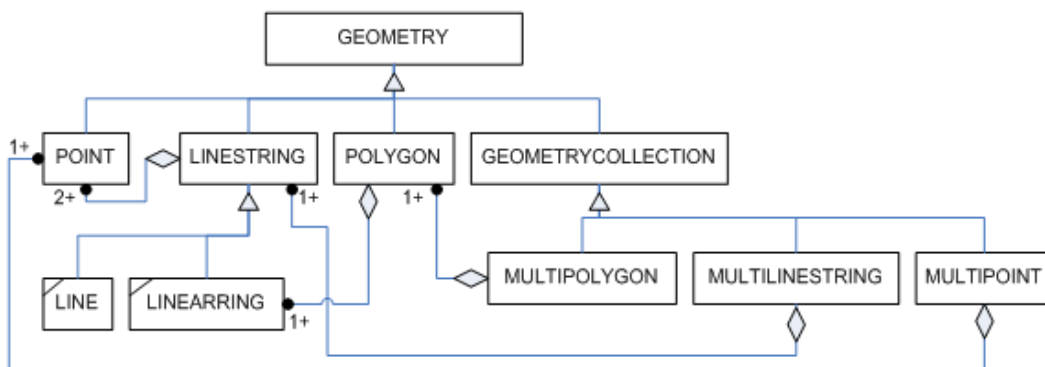 GEOMETRY
1+
POINT
LINESTRING
POLYGON
GEOMETRYCOLLECTION
2+
1+
1+
LINE
LINEARRING
MULTIPOLYGON
MULTILINESTRING
MULTIPOINT
1+